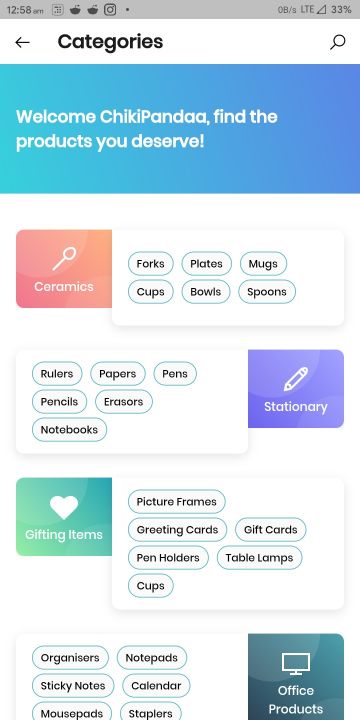 12:58 am 0B/s LTE 33%
Categories
Welcome ChikiPandaa, find the
products you deserve!
Ceramics
Forks Plates Mugs
Cups Bowls Spoons
Rulers Papers Pens
Pencils Erasors
Notebooks
Stationary
Gifting Items
Picture Frames
Greeting Cards Gift Cards
Pen Holders Table Lamps
Cups
Organisers Notepads
Sticky Notes Calendar
Mousepads Staplers
Office
Products